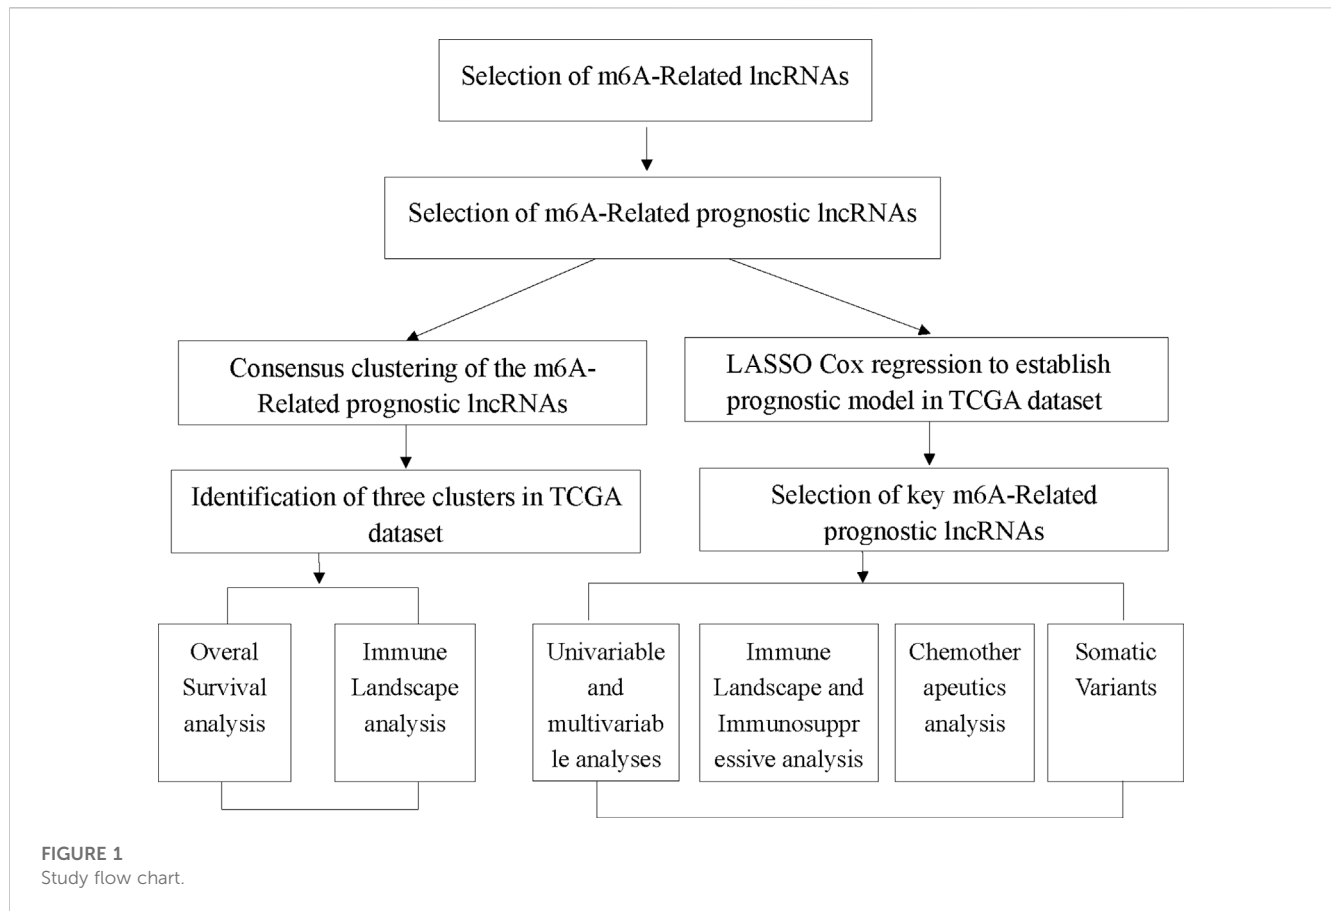 Selection of m6A-Related lncRNAs
Selection of m6A-Related prognostic lncRNAs
Consensus clustering of the m6A-
Related prognostic lncRNAs
LASSO Cox regression to establish
prognostic model in TCGA dataset
Identification of three clusters in TCGA
dataset
Selection of key m6A-Related
prognostic lncRNAs
Overal
Survival
analysis
Immune
Landscape
analysis
Univariable
and
multivariab
le analyses
Immune
Landscape and
Immunosuppr
essive analysis
Chemother
apeutics
analysis
Somatic
Variants
FIGURE 1
Study flow chart.